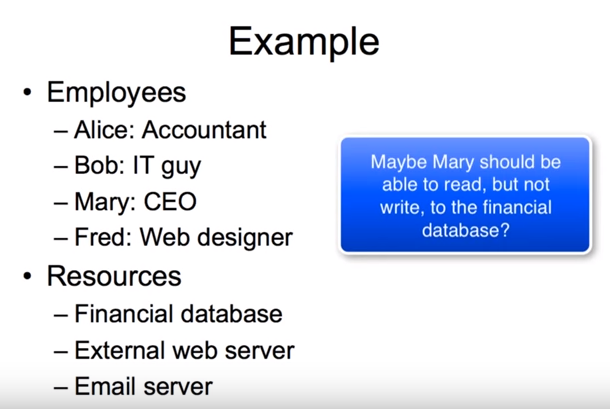 Example
• Employees
– Alice: Accountant
– Bob: IT guy
– Mary: CEO
– Fred: Web designer
• Resources
– Financial database
– External web server
– Email server
Maybe Mary should be
able to read, but not
write, to the financial
database?